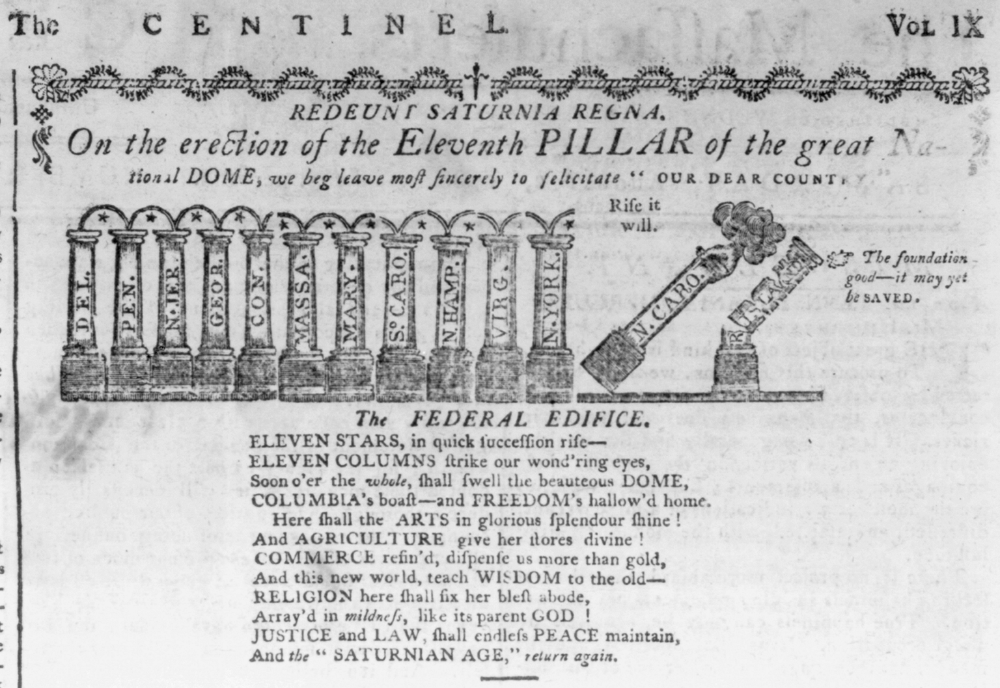 The CENTINEL. VOL IX
REDEUNT SATURNIA REGNA.
On the erection of the Eleventh PILLAR of the great Na-
tional DOME, we beg leave moſt ſincerely to felicitate “ OUR DEAR COUNTRY.
Riſe it
will.
The foundation
good—it may yet
be SAVED.
DEL.
PEN.
N.JER
GEOR.
CON
MASSA.
MARY.
So. CARO.
N.HAMP.
VIRG.
N.YORK.
N. CARO.
R ISLAND
The FEDERAL EDIFICE.
ELEVEN STARS, in quick ſucceſſion riſe—
ELEVEN COLUMNS ſtrike our wond'ring eyes,
Soon o'er the whole, ſhall ſwell the beauteous DOME,
COLUMBIA's boaſt—and FREEDOM's hallow'd home.
Here ſhall the ARTS in glorious ſplendour ſhine !
And AGRICULTURE give her ſtores divine !
COMMERCE refin'd, diſpenſe us more than gold,
And this new world, teach WISDOM to the old—
RELIGION here ſhall fix her bleſt abode,
Array'd in mildneſs, like its parent GOD !
JUSTICE and LAW, ſhall endleſs PEACE maintain,
And the “ SATURNIAN AGE,” return again.